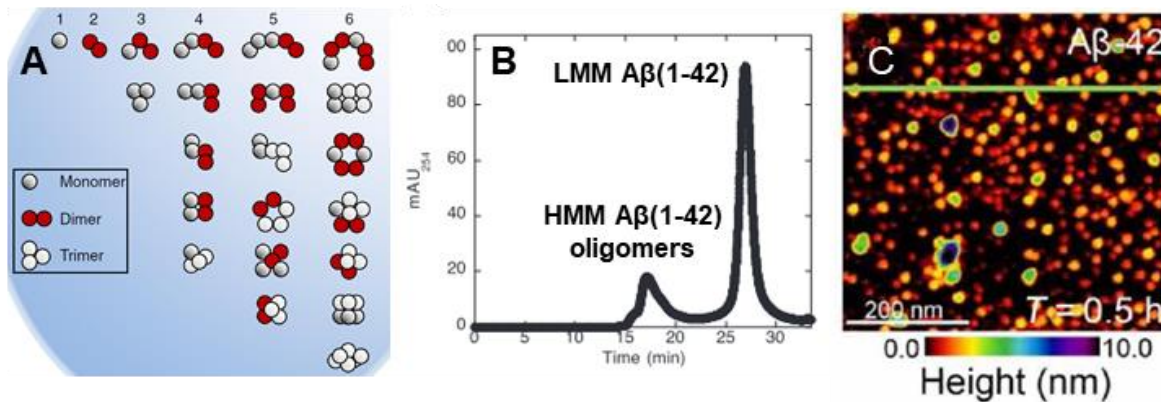 1 2 3 4 5 6
A
Monomer
Dimer
Trimer
B
LMM Aβ(1-42)
HMM Aβ(1-42)
oligomers
mAU254
00
80
60
40
20
0
0 5 10 15 20 25 30
Time (min)
C
Aβ-42
200 nm
T = 0.5 h
0.0 10.0
Height (nm)